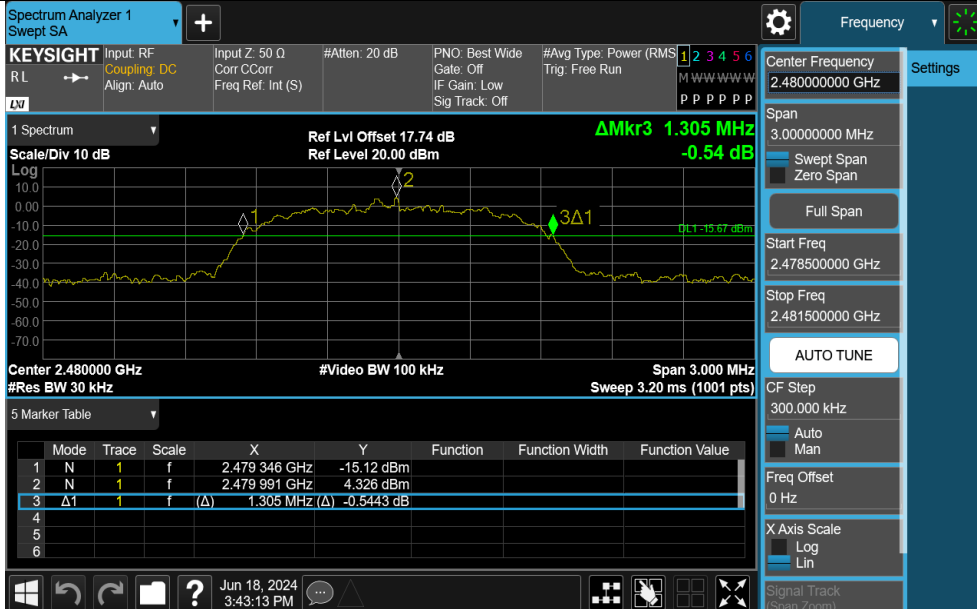 Spectrum Analyzer 1
Swept SA
+
Frequency
KEYSIGHT
RL
LXI
Input: RF
Coupling: DC
Align: Auto
Input Z: 50 Ω
Corr CCorr
Freq Ref: Int (S)
#Atten: 20 dB
PNO: Best Wide
Gate: Off
IF Gain: Low
Sig Track: Off
#Avg Type: Power (RMS
Trig: Free Run
1 2 3 4 5 6
M W W W W W
P P P P P P
1 Spectrum
Scale/Div 10 dB
Ref Lvl Offset 17.74 dB
Ref Level 20.00 dBm
ΔMkr3 1.305 MHz
-0.54 dB
Log
10.0
0.00
-10.0
-20.0
-30.0
-40.0
-50.0
-60.0
-70.0
1
2
3Δ1
DL1 -15.67 dBm
Center 2.480000 GHz
#Res BW 30 kHz
#Video BW 100 kHz
Span 3.000 MHz
Sweep 3.20 ms (1001 pts)
5 Marker Table
Mode Trace Scale X Y Function Function Width Function Value
1 N 1 f 2.479 346 GHz -15.12 dBm
2 N 1 f 2.479 991 GHz 4.326 dBm
3 Δ1 1 f (Δ) 1.305 MHz (Δ) -0.5443 dB
4
5
6
?
Jun 18, 2024
3:43:13 PM
Center Frequency
2.480000000 GHz
Span
3.00000000 MHz
Swept Span
Zero Span
Full Span
Start Freq
2.478500000 GHz
Stop Freq
2.481500000 GHz
AUTO TUNE
CF Step
300.000 kHz
Auto
Man
Freq Offset
0 Hz
X Axis Scale
Log
Lin
Signal Track
(Span Zoom)
Settings